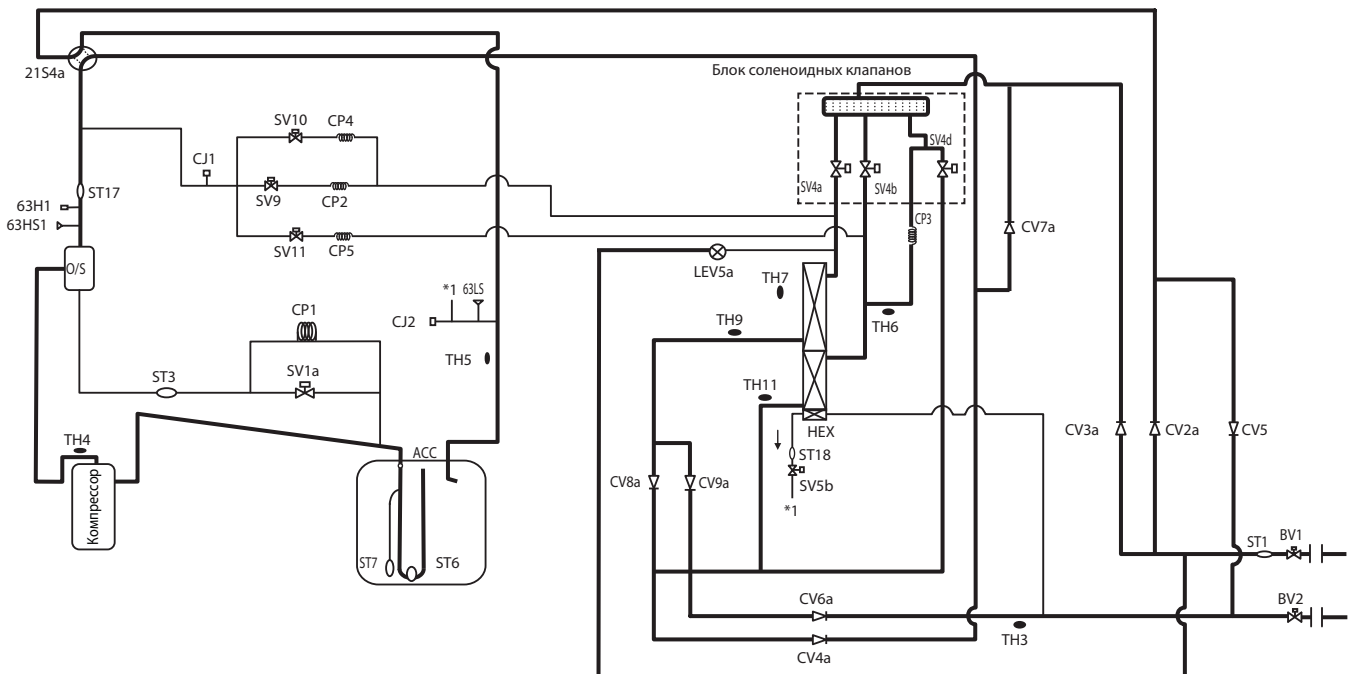 21S4a
Блок соленоидных клапанов
SV10
CP4
CJ1
SV9
CP2
SV11
CP5
ST17
63H1
63HS1
O/S
SV4a
SV4b
SV4d
CP3
CV7a
LEV5a
TH7
TH6
*1
63LS
CJ2
TH9
CP1
TH5
SV1a
ST3
TH11
HEX
TH4
ACC
Компрессор
ST7
ST6
ST18
SV5b
*1
CV8a
CV9a
CV3a
CV2a
CV5
ST1
BV1
CV6a
BV2
TH3
CV4a